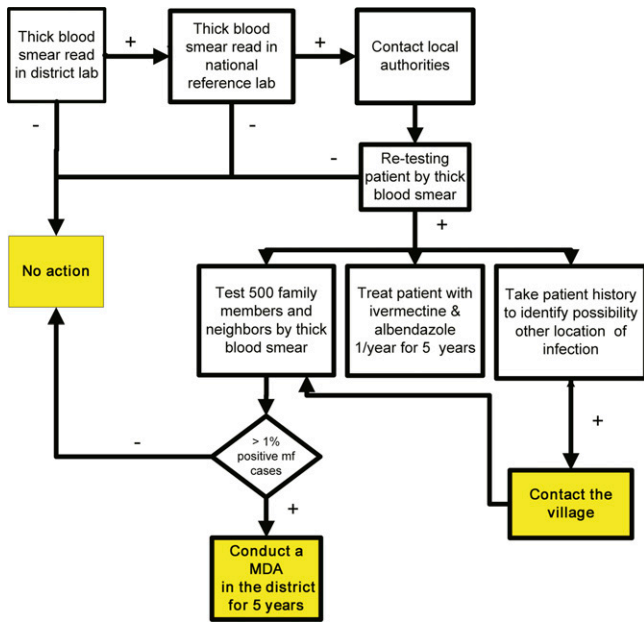 Thick blood
smear read
in district lab
+
Thick blood
smear read in
national
reference lab
+
Contact local
authorities
-
-
-
Re-testing
patient by thick
blood smear
+
No action
Test 500 family
members and
neighbors by thick
blood smear
Treat patient with
ivermectine &
albendazole
1/year for 5 years
Take patient history
to identify possibility
other location of
infection
+
-
> 1%
positive mf
cases
+
Contact the
village
Conduct a
MDA
in the district
for 5 years